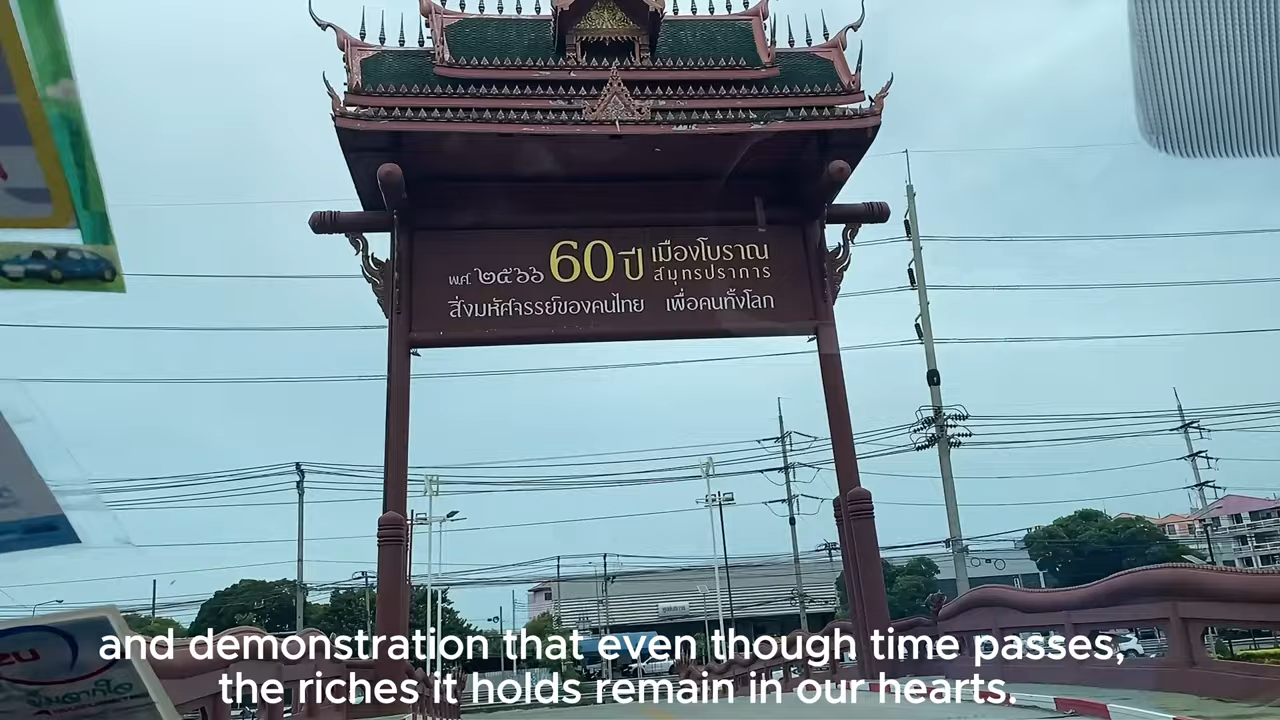 พ.ศ. ๒๕๖๖ 60 ปี เมืองโบราณ
สมุทรปราการ
สิ่งมหัศจรรย์ของคนไทย เพื่อคนทั้งโลก
and demonstration that even though time passes,
the riches it holds remain in our hearts.